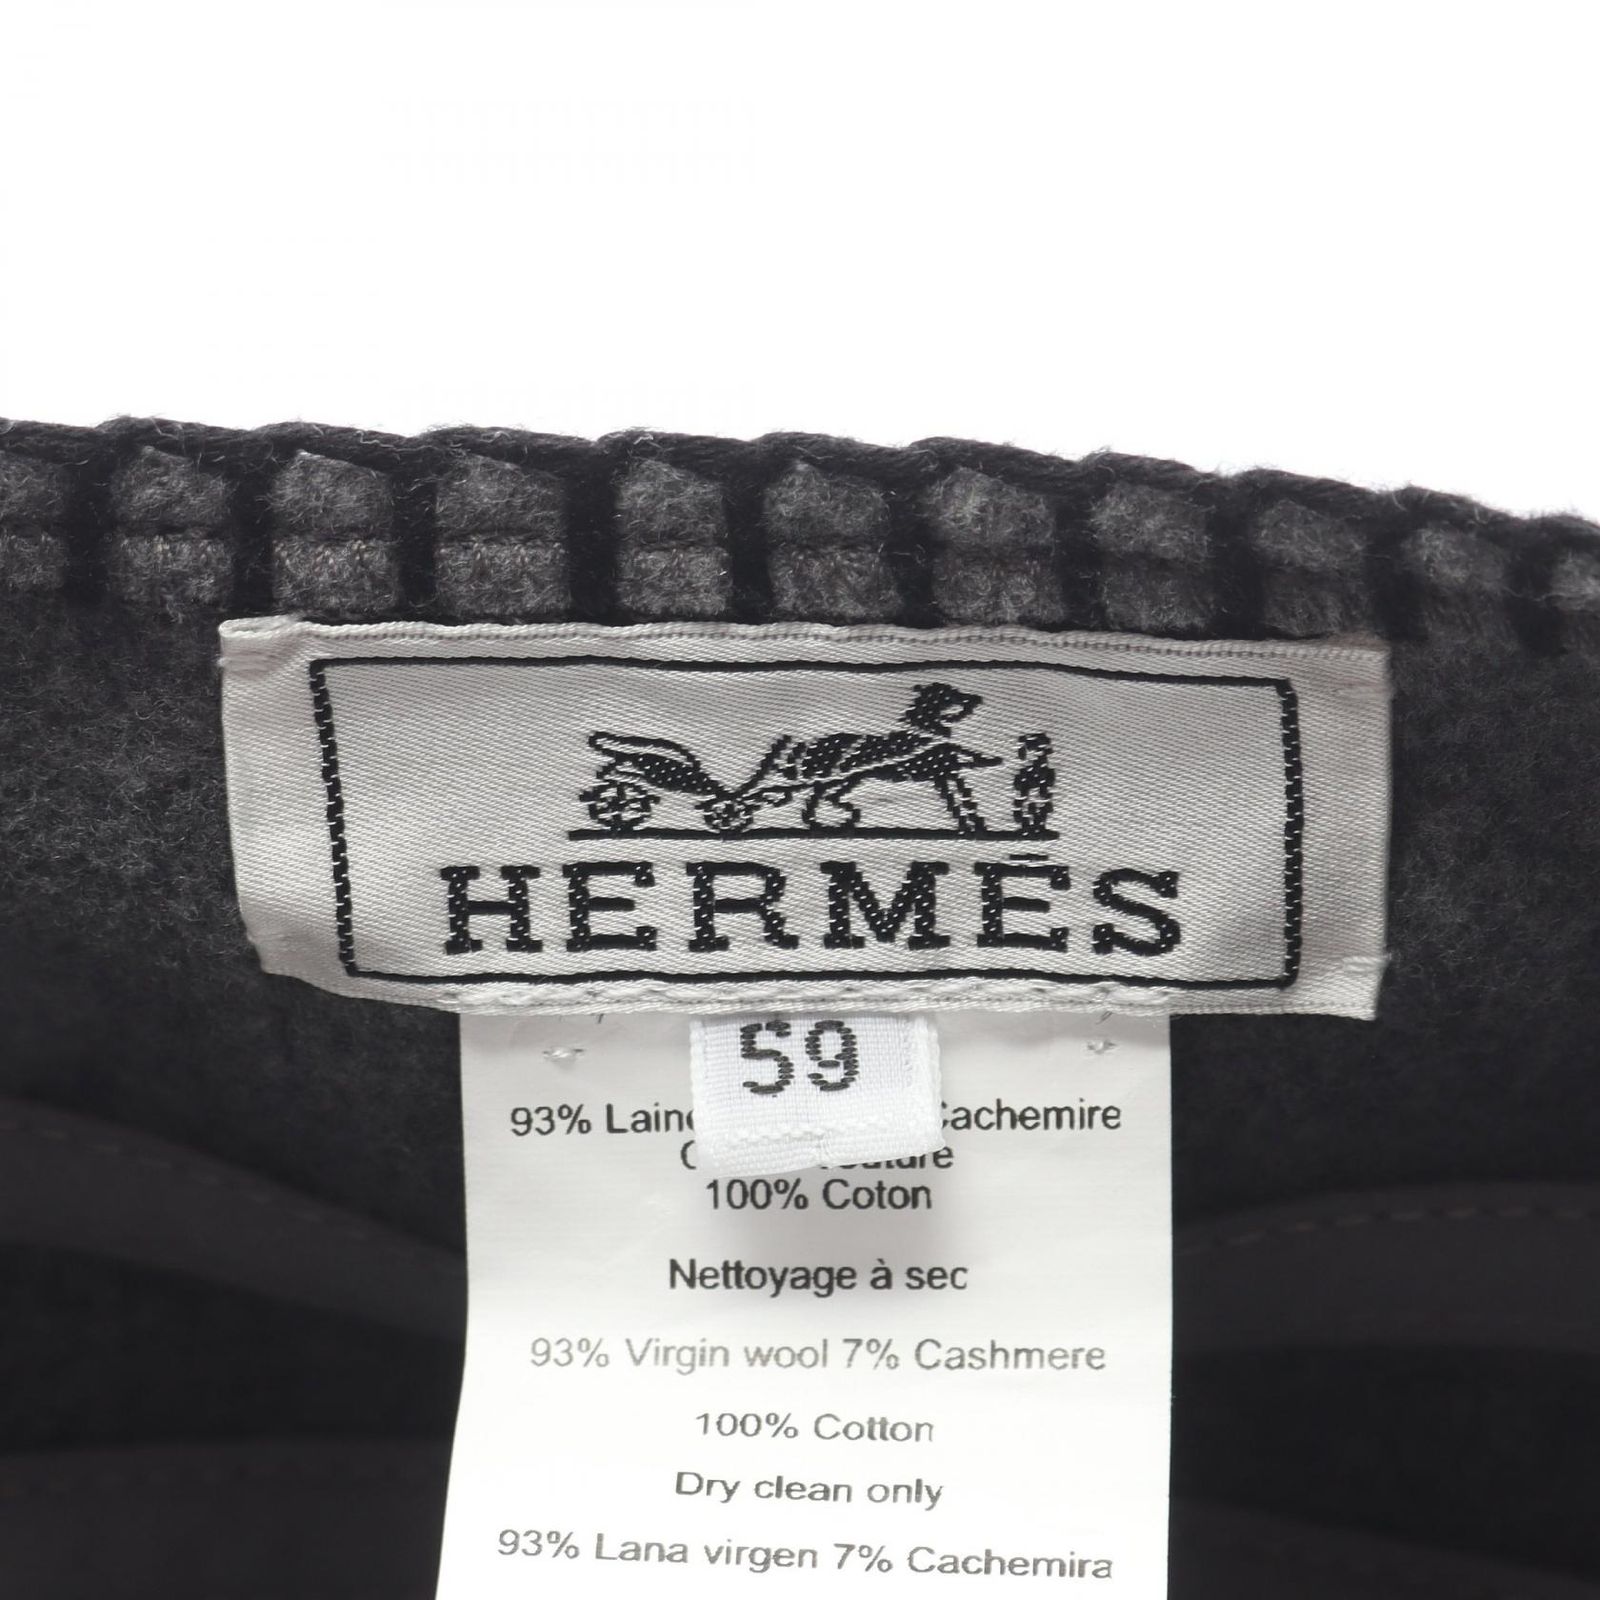 HERMÈS
59
93% Cachemire
100% Coton
Nettoyage à sec
93% Virgin wool 7% Cashmere
100% Cotton
Dry clean only
93% Lana virgen 7% Cachemira